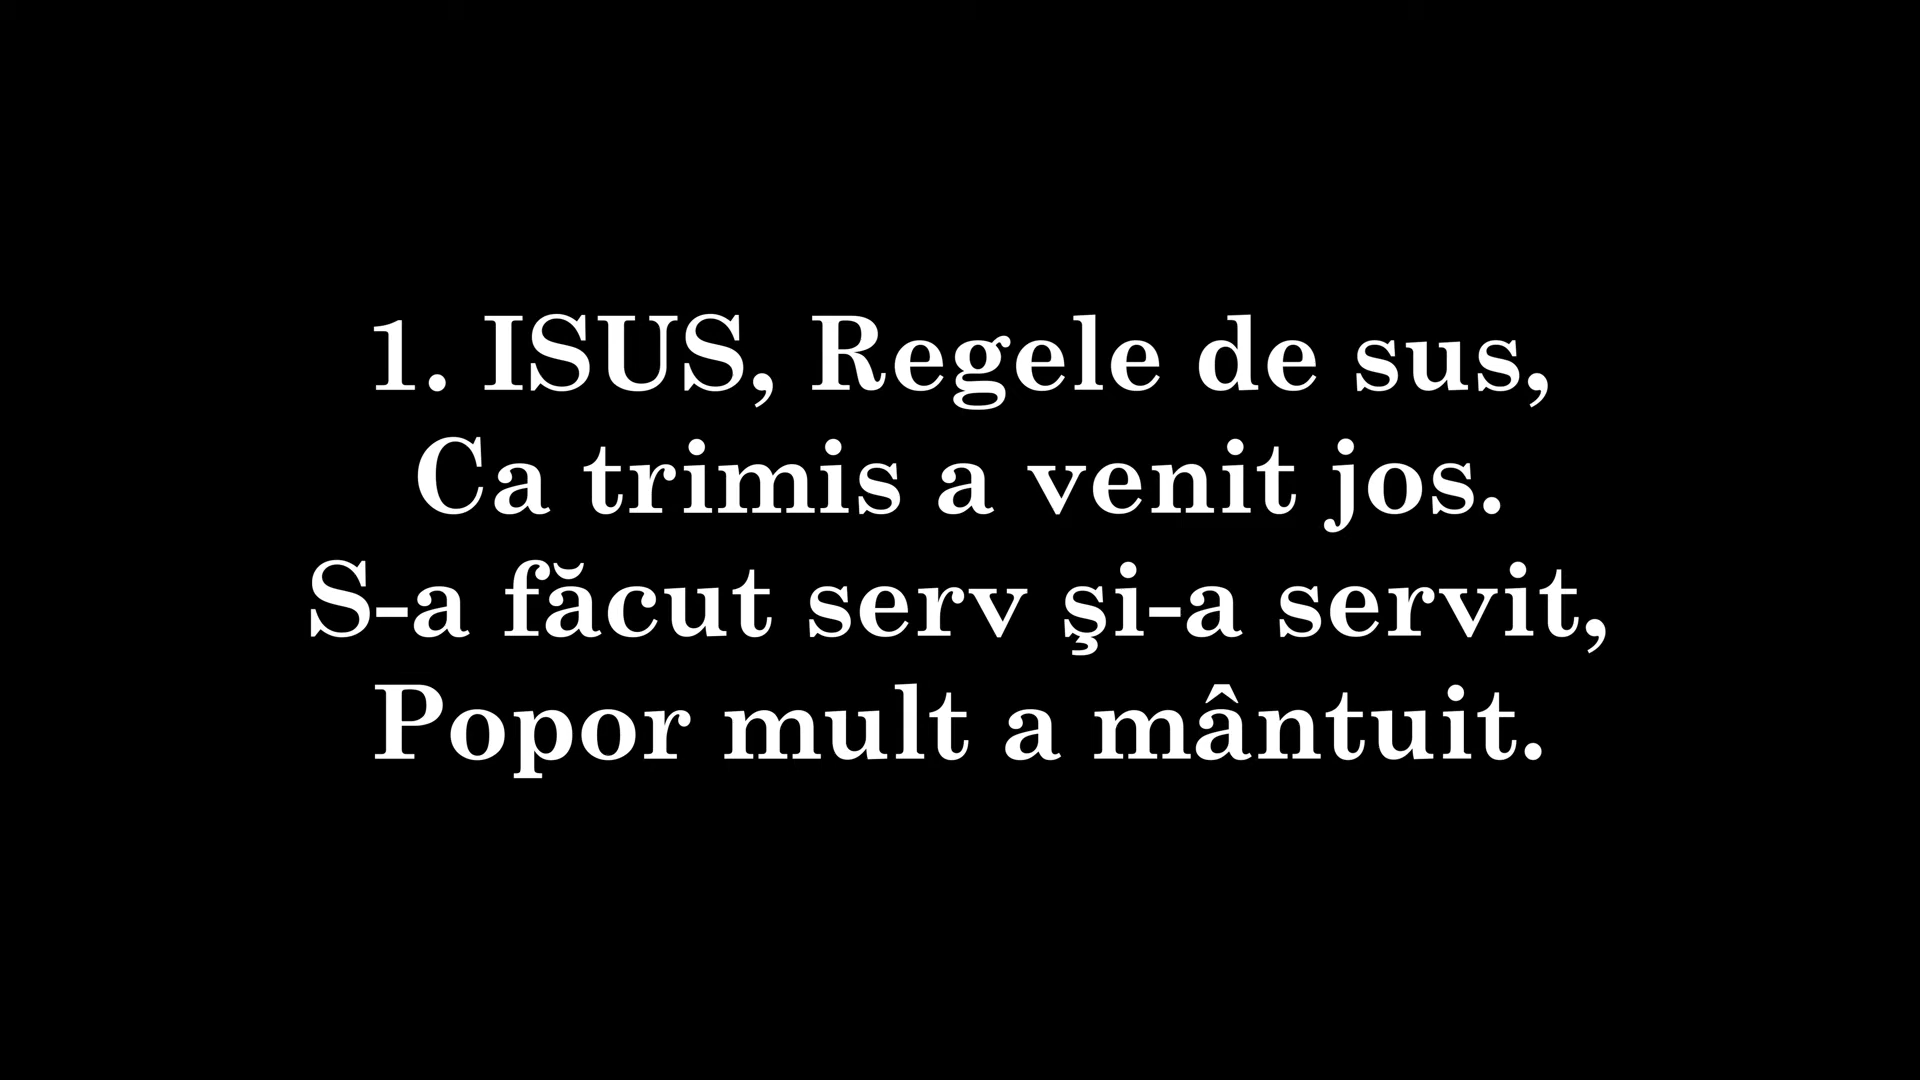 1. ISUS, Regele de sus,
Ca trimis a venit jos.
S-a făcut serv şi-a servit,
Popor mult a mântuit.